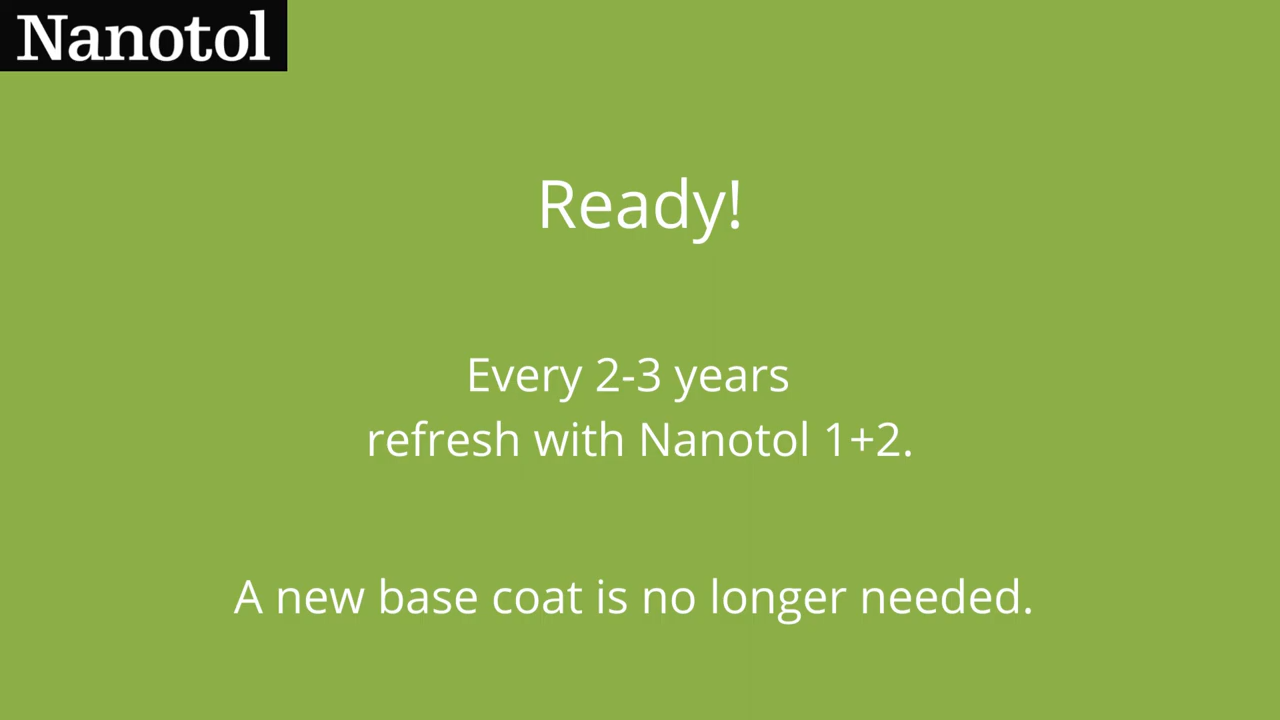 Nanotol
Ready!
Every 2-3 years
refresh with Nanotol 1+2.
A new base coat is no longer needed.